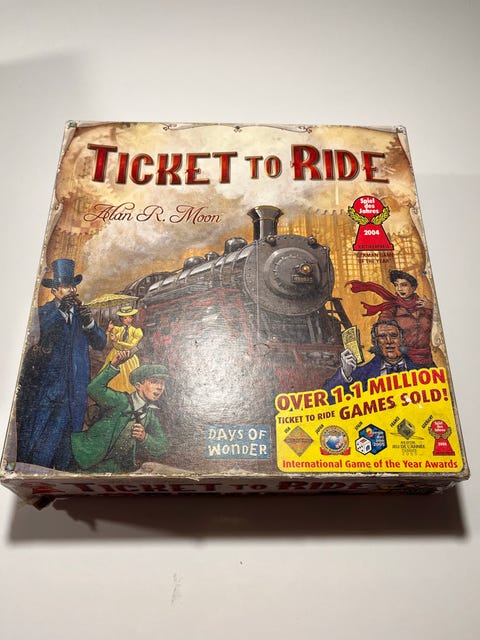 TICKET TO RIDE
Alan R. Moon
Spiel
des
Jahres
2004
GERMAN GAME
OF THE YEAR
DAYS OF
WONDER
OVER 1.1 MILLION
TICKET TO RIDE GAMES SOLD!
International Game of the Year Awards
TICKET TO RIDE